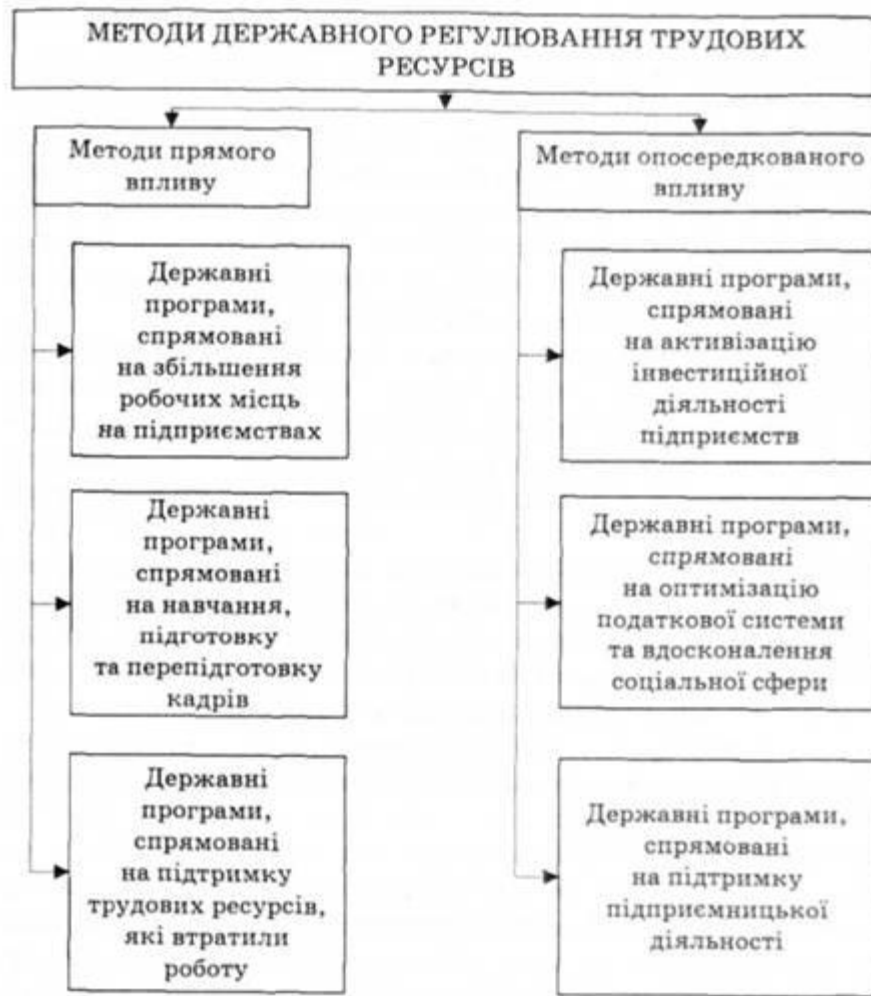 МЕТОДИ ДЕРЖАВНОГО РЕГУЛЮВАННЯ ТРУДОВИХ
РЕСУРСІВ
Методи прямого
впливу
Державні
програми,
спрямовані
на збільшення
робочих місць
на підприємствах
Державні
програми,
спрямовані
на навчання,
підготовку
та перепідготовку
кадрів
Державні
програми,
спрямовані
на підтримку
трудових ресурсів,
які втратили
роботу
Методи опосередкованого
впливу
Державні програми,
спрямовані
на активізацію
інвестиційної
діяльності
підприємств
Державні програми,
спрямовані
на оптимізацію
податкової системи
та вдосконалення
соціальної сфери
Державні програми,
спрямовані
на підтримку
підприємницької
діяльності